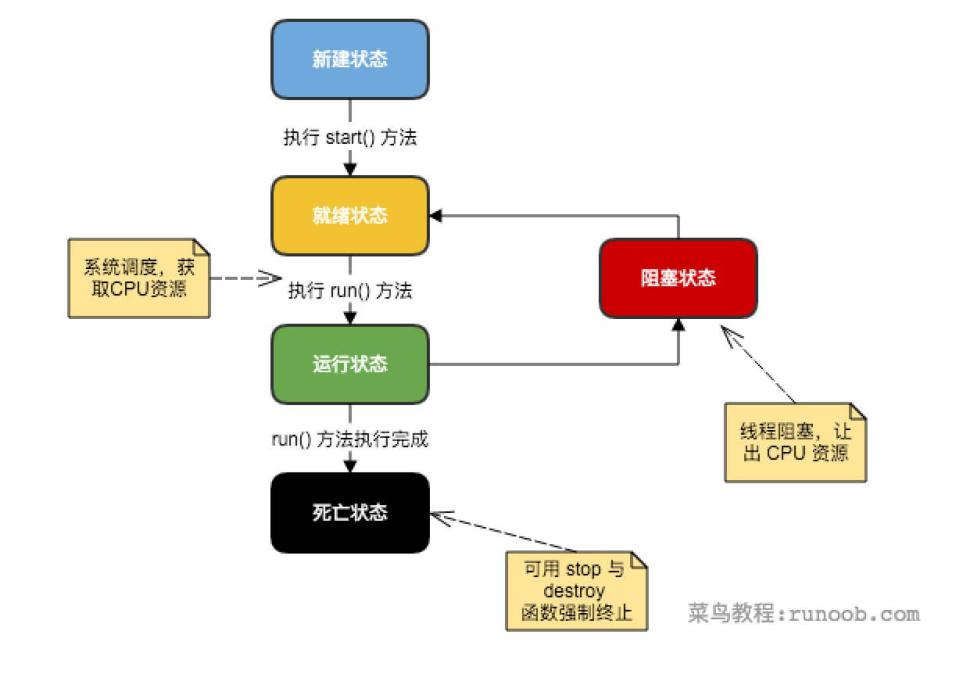 新建状态
执行 start() 方法
就绪状态
系统调度，获
取CPU资源
执行 run() 方法
阻塞状态
运行状态
线程阻塞，让
出 CPU 资源
run() 方法执行完成
死亡状态
可用 stop 与
destroy
函数强制终止
菜鸟教程:runoob.com